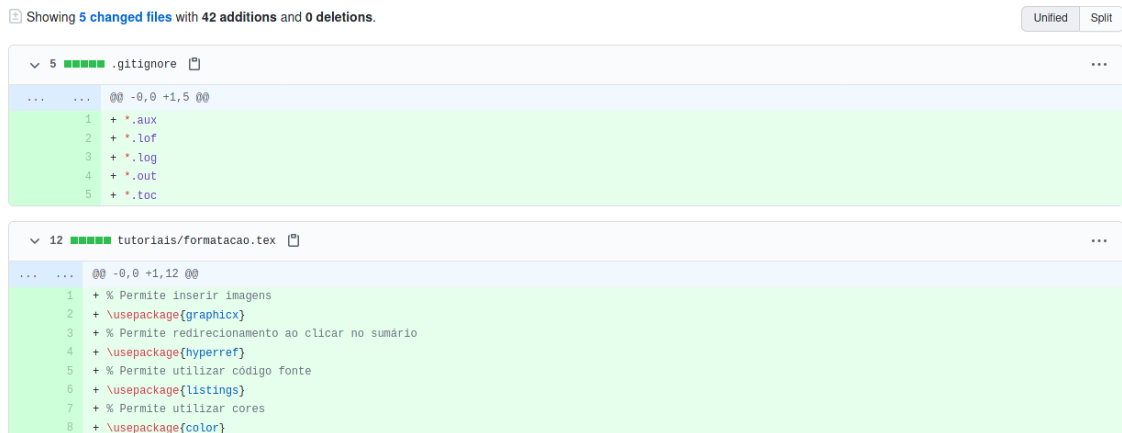 Showing 5 changed files with 42 additions and 0 deletions.
Unified Split
5 .gitignore
... ... @@ -0,0 +1,5 @@
1 + *.aux
2 + *.lof
3 + *.log
4 + *.out
5 + *.toc
12 tutoriais/formatacao.tex
... ... @@ -0,0 +1,12 @@
1 + % Permite inserir imagens
2 + \usepackage{graphicx}
3 + % Permite redirecionamento ao clicar no sumário
4 + \usepackage{hyperref}
5 + % Permite utilizar código fonte
6 + \usepackage{listings}
7 + % Permite utilizar cores
8 + \usepackage{color}